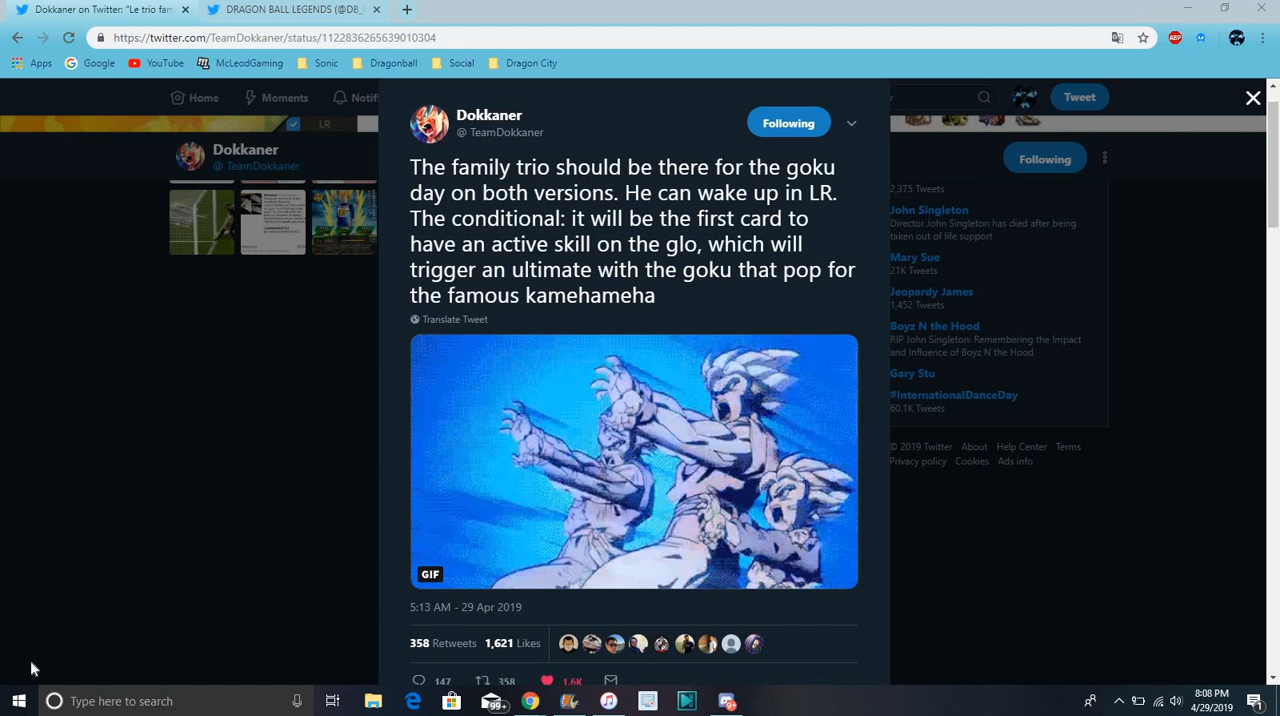 Dokkaner on Twitter: "Le trio fam
DRAGON BALL LEGENDS (@DB_
https://twitter.com/TeamDokkaner/status/1122836265639010304
ABP
Apps
Google
YouTube
McLeodGaming
Sonic
Dragonball
Social
Dragon City
Home
Moments
Notifi
Tweet
LR
Dokkaner
@TeamDokkaner
Following
Dokkaner
@ TeamDokkaner
Following
The family trio should be there for the goku
day on both versions. He can wake up in LR.
The conditional: it will be the first card to
have an active skill on the glo, which will
trigger an ultimate with the goku that pop for
the famous kamehameha
Translate Tweet
GIF
5:13 AM - 29 Apr 2019
358 Retweets 1,621 Likes
147 358 1.6K
2,375 Tweets
John Singleton
Director John Singleton has died after being
taken out of life support
Mary Sue
21K Tweets
Jeopardy James
1,452 Tweets
Boyz N the Hood
RIP John Singleton: Remembering the Impact
and Influence of Boyz N the Hood
Gary Stu
#InternationalDanceDay
60.1K Tweets
© 2019 Twitter About Help Center Terms
Privacy policy Cookies Ads info
Type here to search
99+
9+
8:08 PM
4/29/2019
1